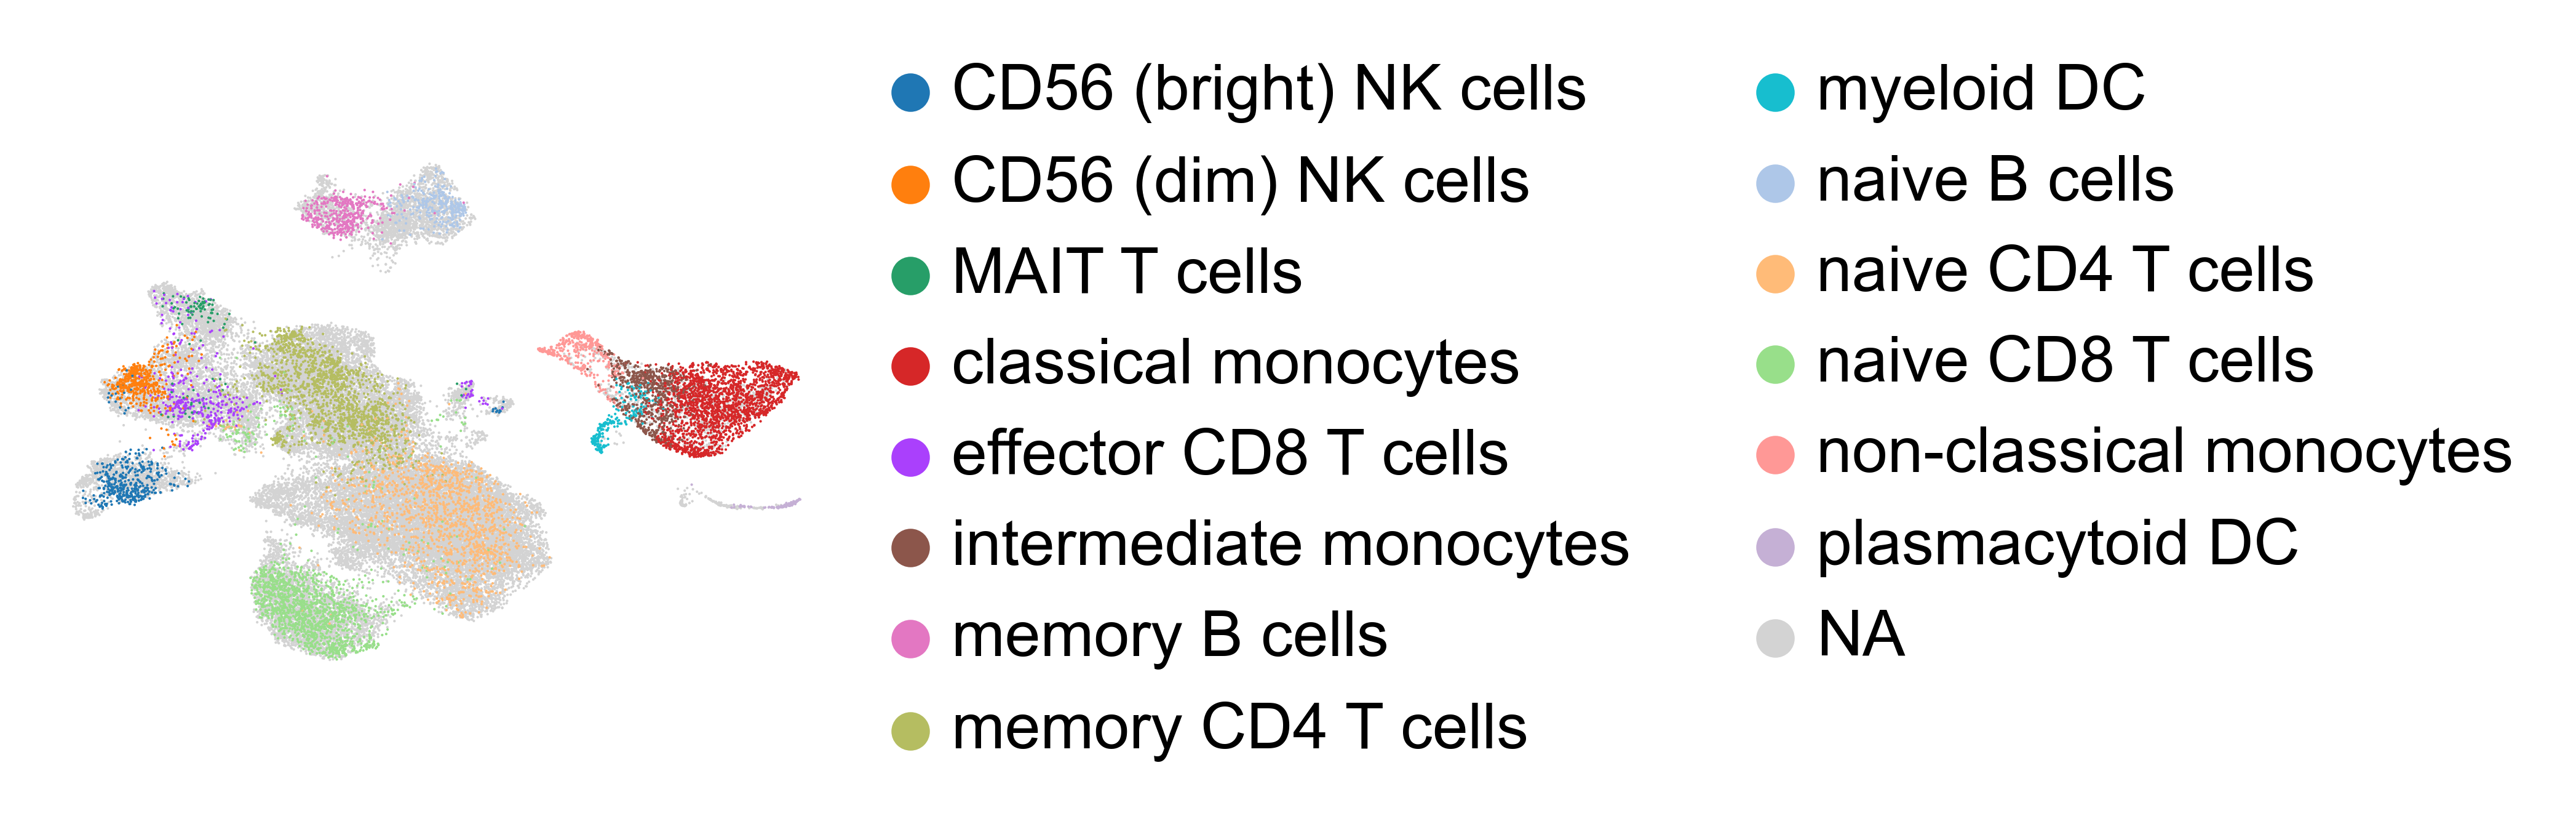 CD56 (bright) NK cells
CD56 (dim) NK cells
MAIT T cells
classical monocytes
effector CD8 T cells
intermediate monocytes
memory B cells
memory CD4 T cells
myeloid DC
naive B cells
naive CD4 T cells
naive CD8 T cells
non-classical monocytes
plasmacytoid DC
NA